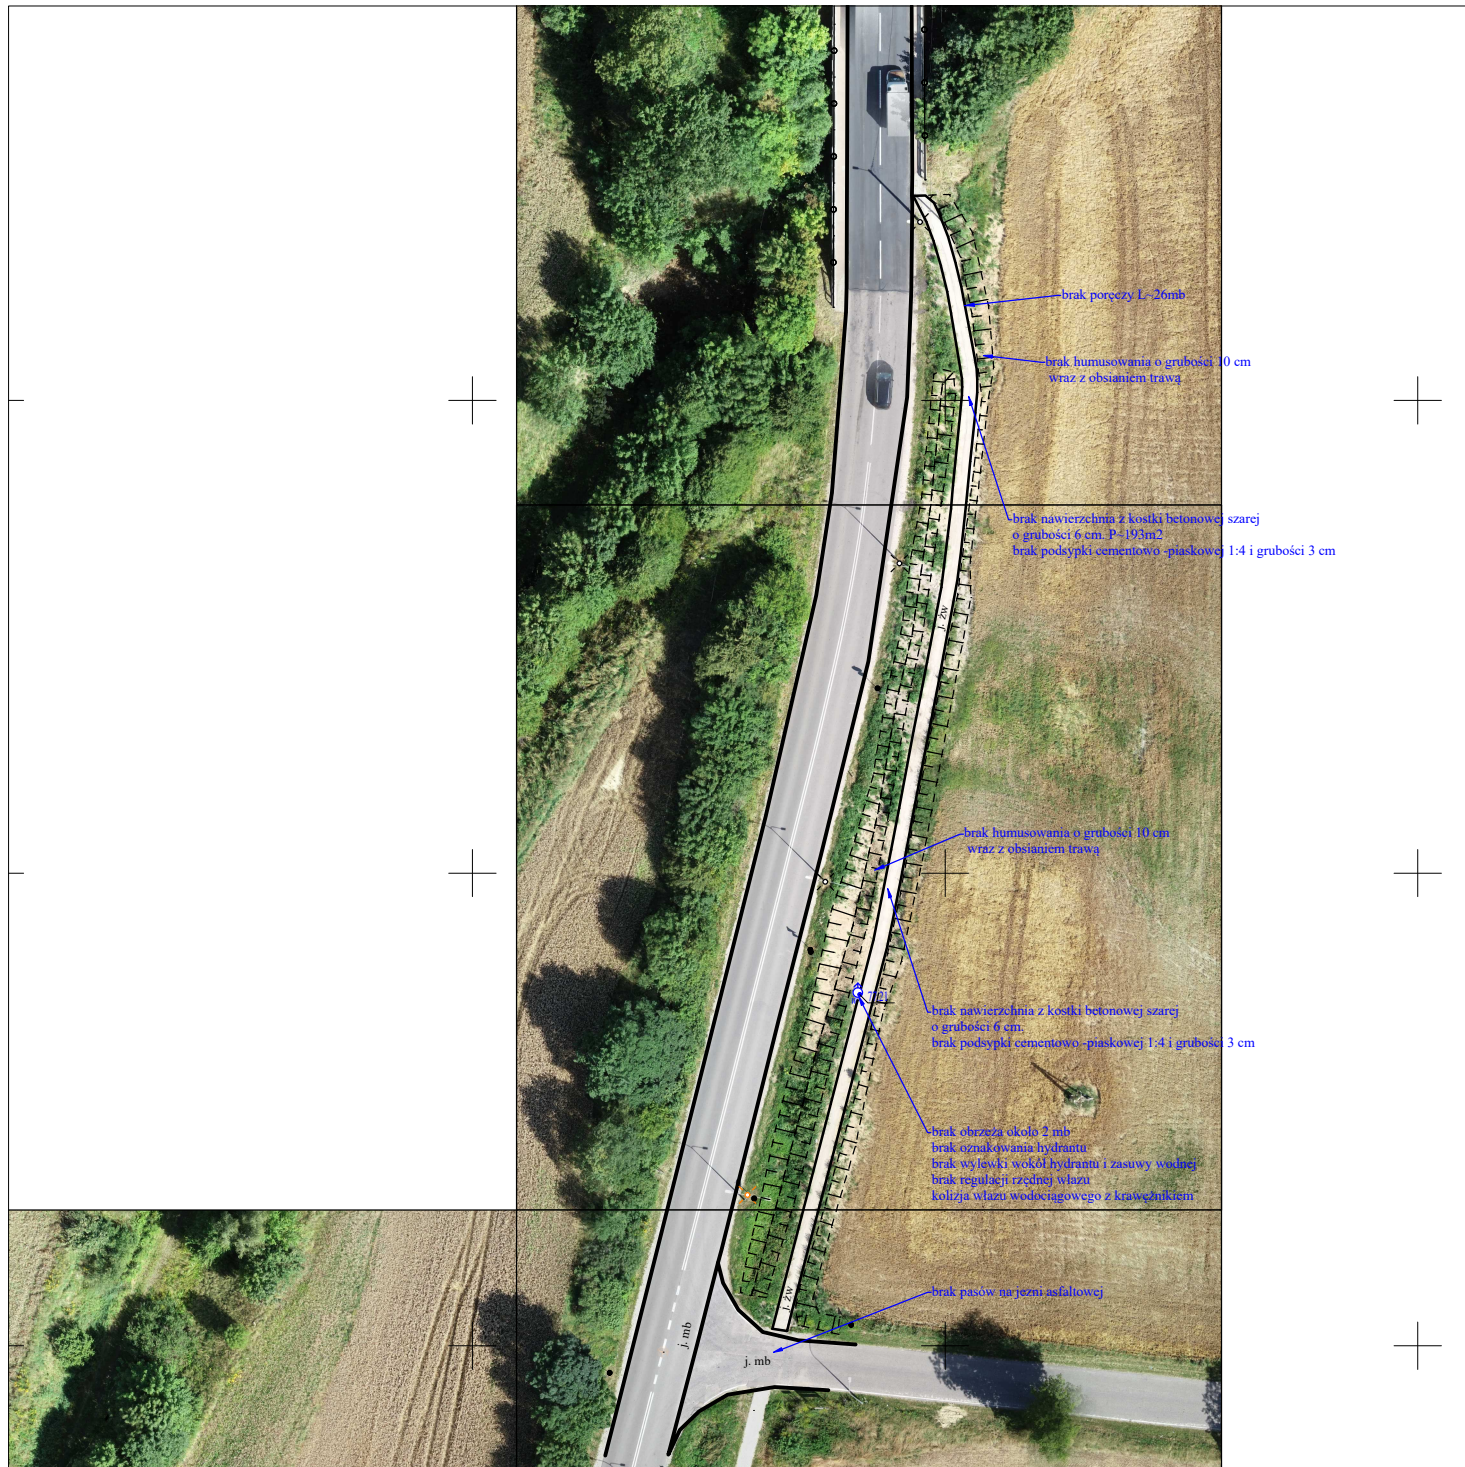 brak poręczy L~26mb
brak humusowania o grubości 10 cm
wraz z obsianiem trawą
brak nawierzchnia z kostki betonowej szarej
o grubości 6 cm. P~193m2
brak podsypki cementowo -piaskowej 1:4 i grubości 3 cm
j. żw
brak humusowania o grubości 10 cm
wraz z obsianiem trawą
brak nawierzchnia z kostki betonowej szarej
o grubości 6 cm.
brak podsypki cementowo -piaskowej 1:4 i grubości 3 cm
brak obrzeża około 2 mb
brak oznakowania hydrantu
brak wylewki wokół hydrantu i zasuwy wodnej
brak regulacji rzędnej włazu
kolizja włazu wodociągowego z krawężnikiem
brak pasów na jezni asfaltowej
j. żw
j. mb
j. mb